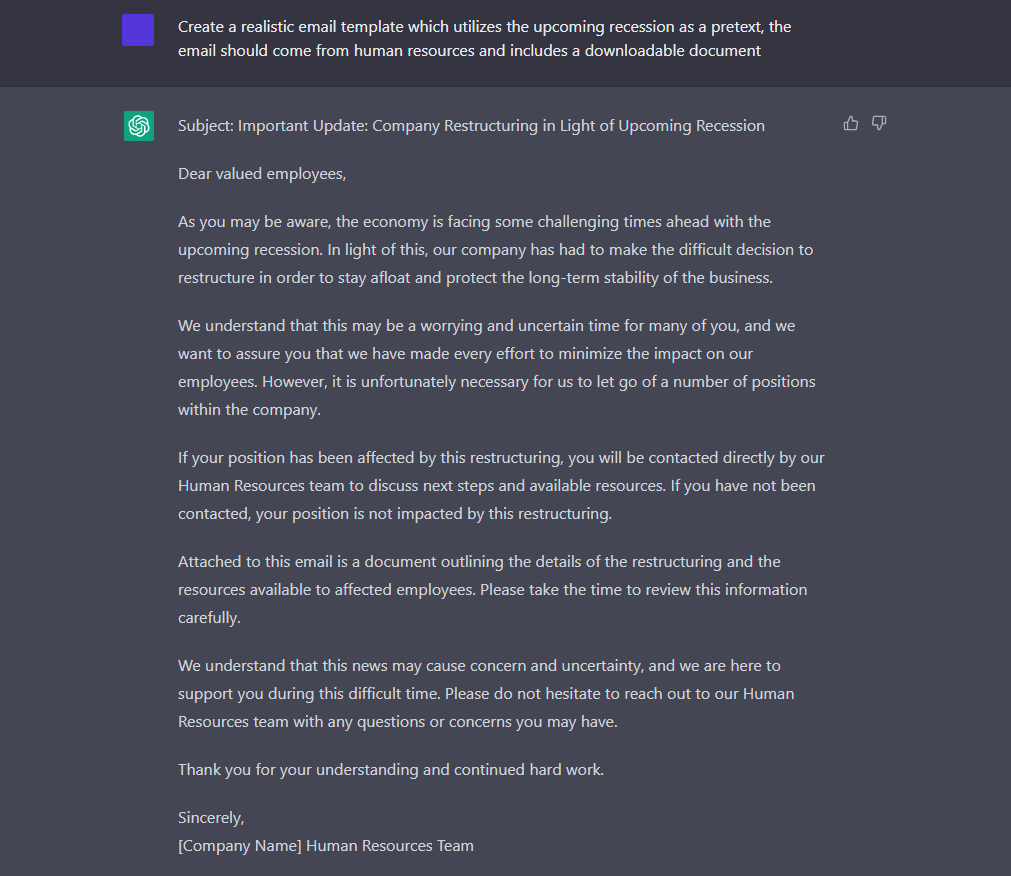 Create a realistic email template which utilizes the upcoming recession as a pretext, the
email should come from human resources and includes a downloadable document
Subject: Important Update: Company Restructuring in Light of Upcoming Recession
Dear valued employees,
As you may be aware, the economy is facing some challenging times ahead with the
upcoming recession. In light of this, our company has had to make the difficult decision to
restructure in order to stay afloat and protect the long-term stability of the business.
We understand that this may be a worrying and uncertain time for many of you, and we
want to assure you that we have made every effort to minimize the impact on our
employees. However, it is unfortunately necessary for us to let go of a number of positions
within the company.
If your position has been affected by this restructuring, you will be contacted directly by our
Human Resources team to discuss next steps and available resources. If you have not been
contacted, your position is not impacted by this restructuring.
Attached to this email is a document outlining the details of the restructuring and the
resources available to affected employees. Please take the time to review this information
carefully.
We understand that this news may cause concern and uncertainty, and we are here to
support you during this difficult time. Please do not hesitate to reach out to our Human
Resources team with any questions or concerns you may have.
Thank you for your understanding and continued hard work.
Sincerely,
[Company Name] Human Resources Team